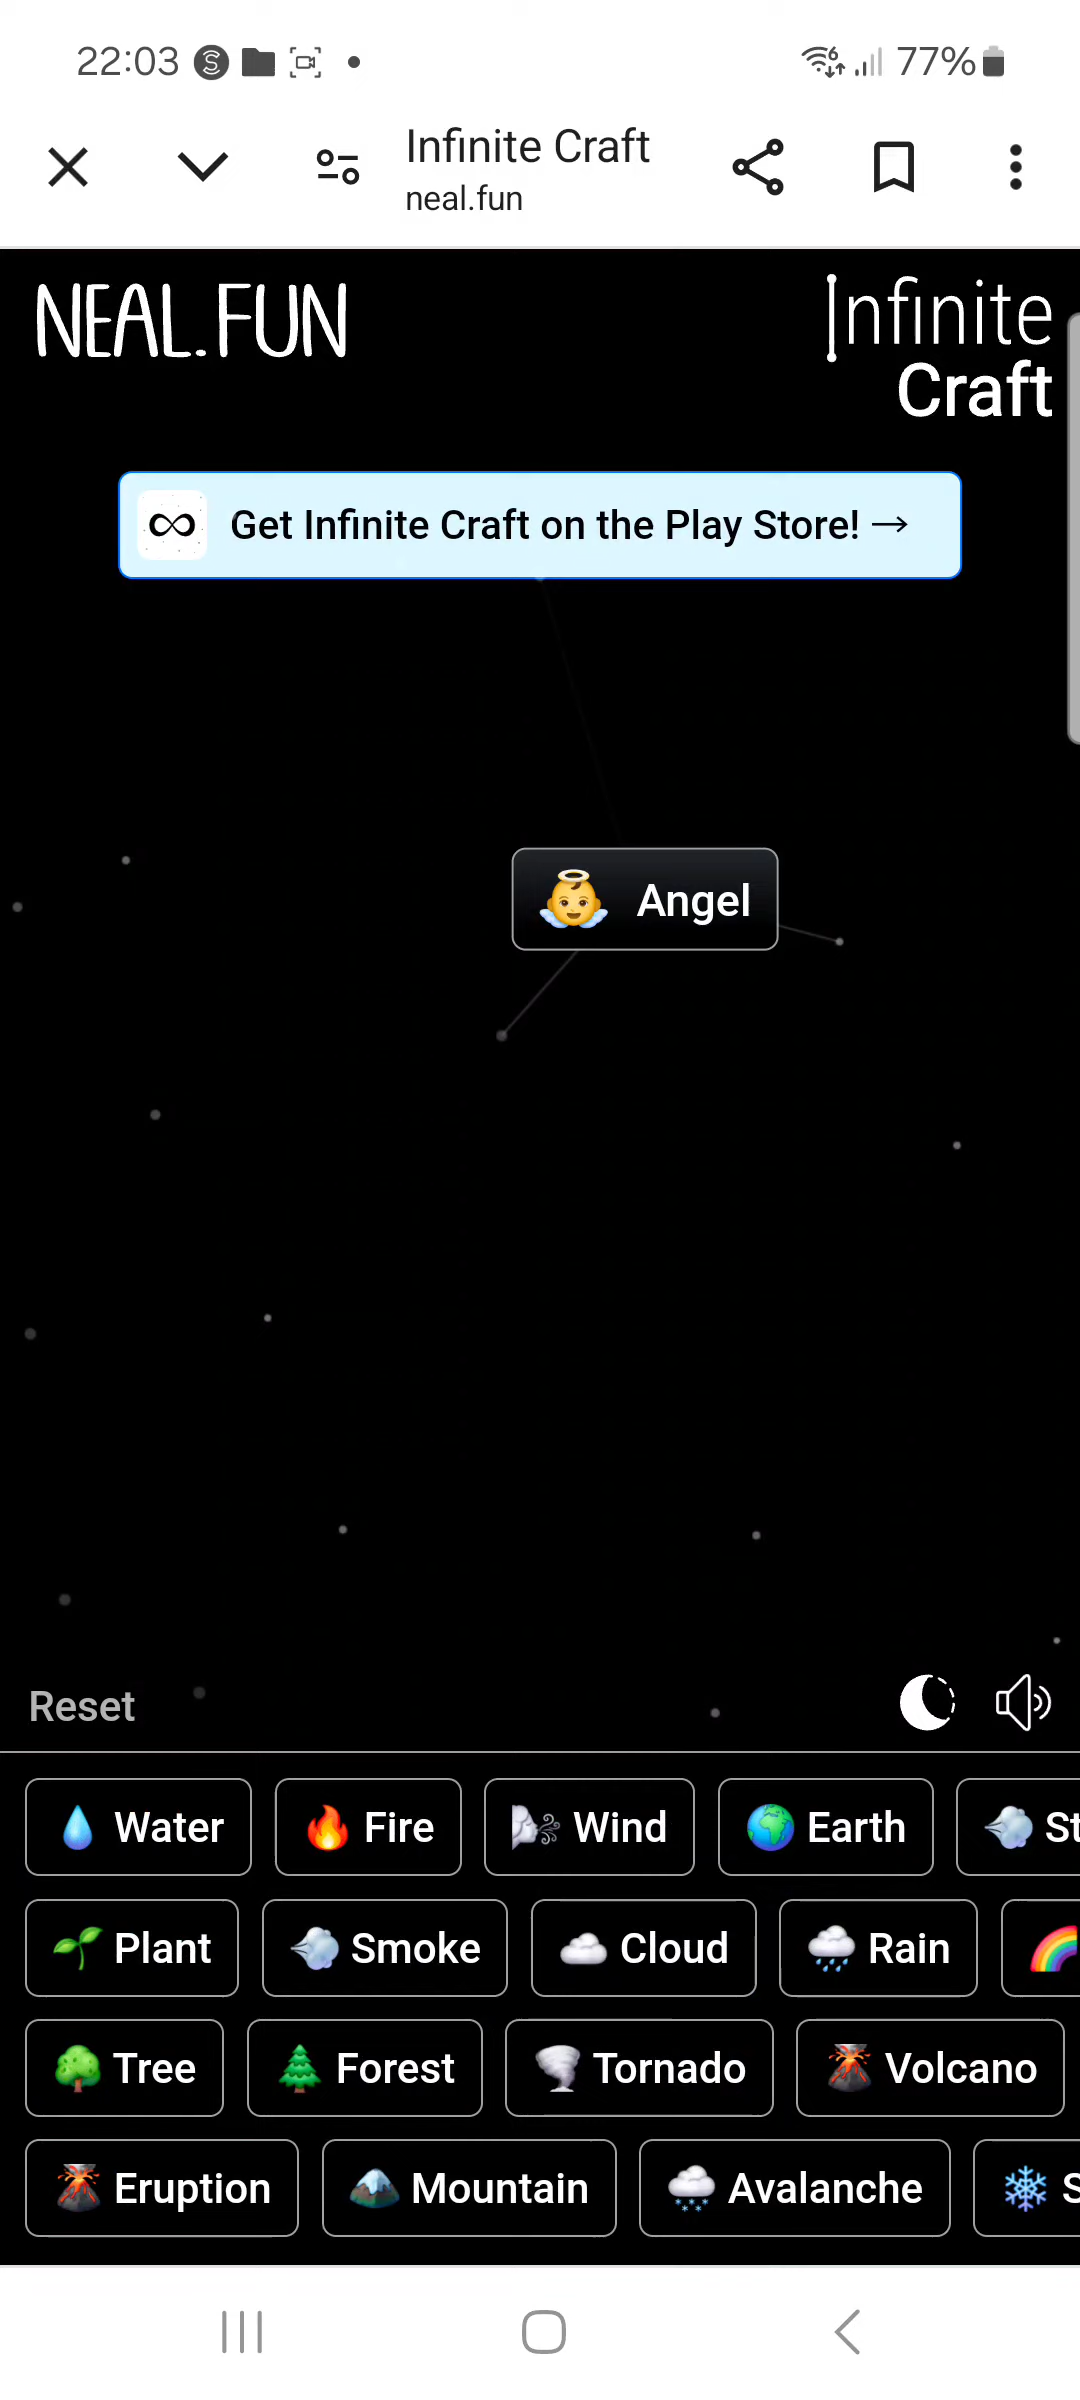 22:03
77%
Infinite Craft
neal.fun
NEAL.FUN
Infinite
Craft
Get Infinite Craft on the Play Store! →
Angel
Reset
Water Fire Wind Earth St
Plant Smoke Cloud Rain
Tree Forest Tornado Volcano
Eruption Mountain Avalanche S